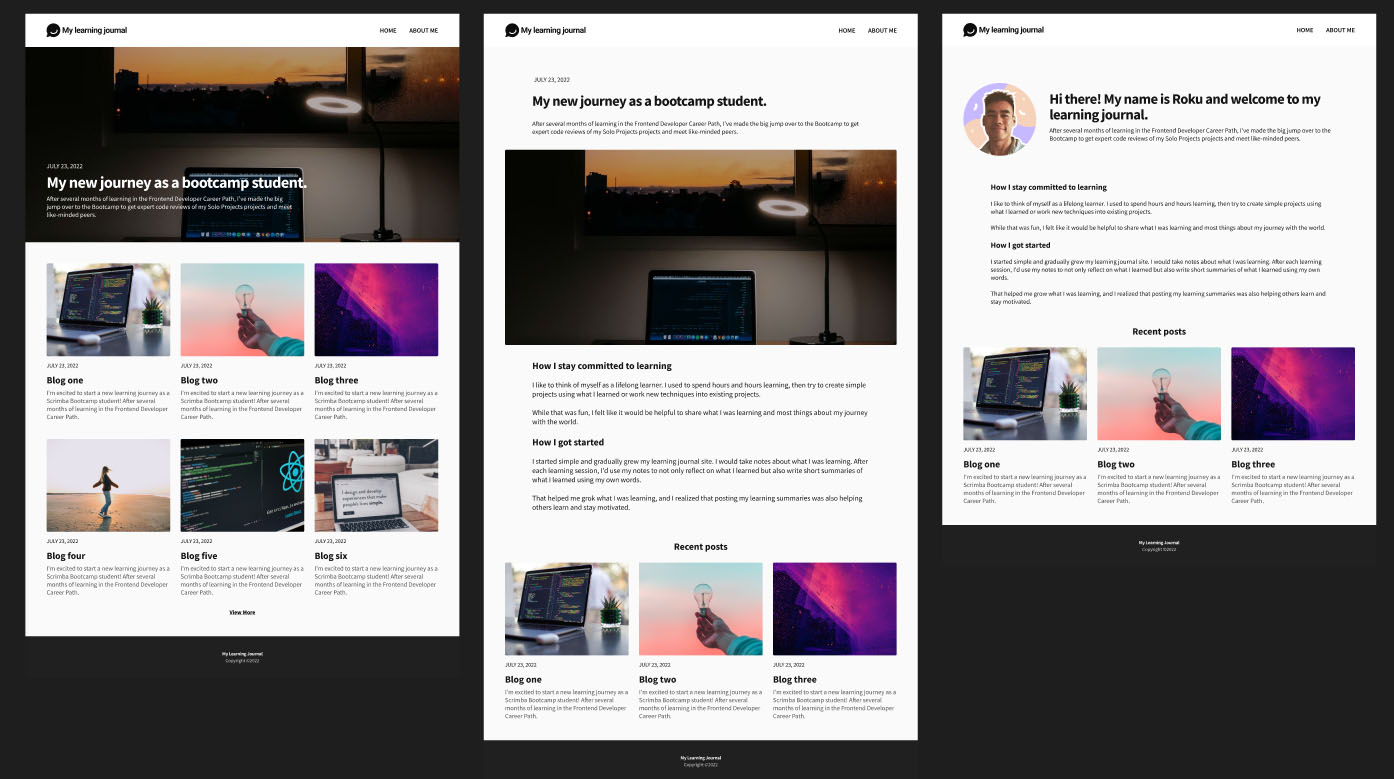 My learning journal
HOME
ABOUT ME
JULY 23, 2022
My new journey as a bootcamp student.
After several months of learning in the Frontend Developer Career Path, I've made the big
jump over to the Bootcamp to get expert code reviews of my Solo Projects projects and meet
like-minded peers.
JULY 23, 2022
Blog one
I'm excited to start a new learning journey as a
Scrimba Bootcamp student! After several
months of learning in the Frontend Developer
Career Path.
JULY 23, 2022
Blog two
I'm excited to start a new learning journey as a
Scrimba Bootcamp student! After several
months of learning in the Frontend Developer
Career Path.
JULY 23, 2022
Blog three
I'm excited to start a new learning journey as a
Scrimba Bootcamp student! After several
months of learning in the Frontend Developer
Career Path.
I design and develop
experiences that make
people's lives simple.
JULY 23, 2022
Blog four
I'm excited to start a new learning journey as a
Scrimba Bootcamp student! After several
months of learning in the Frontend Developer
Career Path.
JULY 23, 2022
Blog five
I'm excited to start a new learning journey as a
Scrimba Bootcamp student! After several
months of learning in the Frontend Developer
Career Path.
JULY 23, 2022
Blog six
I'm excited to start a new learning journey as a
Scrimba Bootcamp student! After several
months of learning in the Frontend Developer
Career Path.
View More
My Learning Journal
Copyright ©2022
My learning journal
HOME
ABOUT ME
JULY 23, 2022
My new journey as a bootcamp student.
After several months of learning in the Frontend Developer Career Path, I've made the big jump over to the Bootcamp to get
expert code reviews of my Solo Projects projects and meet like-minded peers.
How I stay committed to learning
I like to think of myself as a lifelong learner. I used to spend hours and hours learning, then try to create simple
projects using what I learned or work new techniques into existing projects.
While that was fun, I felt like it would be helpful to share what I was learning and most things about my journey
with the world.
How I got started
I started simple and gradually grew my learning journal site. I would take notes about what I was learning. After
each learning session, I'd use my notes to not only reflect on what I learned but also write short summaries of
what I learned using my own words.
That helped me grok what I was learning, and I realized that posting my learning summaries was also helping
others learn and stay motivated.
Recent posts
JULY 23, 2022
Blog one
I'm excited to start a new learning journey as a
Scrimba Bootcamp student! After several
months of learning in the Frontend Developer
Career Path.
JULY 23, 2022
Blog two
I'm excited to start a new learning journey as a
Scrimba Bootcamp student! After several
months of learning in the Frontend Developer
Career Path.
JULY 23, 2022
Blog three
I'm excited to start a new learning journey as a
Scrimba Bootcamp student! After several
months of learning in the Frontend Developer
Career Path.
My Learning Journal
Copyright ©2022
My learning journal
HOME
ABOUT ME
Hi there! My name is Roku and welcome to my
learning journal.
After several months of learning in the Frontend Developer Career Path, I've made the big jump over to the
Bootcamp to get expert code reviews of my Solo Projects projects and meet like-minded peers.
How I stay committed to learning
I like to think of myself as a lifelong learner. I used to spend hours and hours learning, then try to create simple projects using
what I learned or work new techniques into existing projects.
While that was fun, I felt like it would be helpful to share what I was learning and most things about my journey with the world.
How I got started
I started simple and gradually grew my learning journal site. I would take notes about what I was learning. After each learning
session, I'd use my notes to not only reflect on what I learned but also write short summaries of what I learned using my own
words.
That helped me grow what I was learning, and I realized that posting my learning summaries was also helping others learn and
stay motivated.
Recent posts
JULY 23, 2022
Blog one
I'm excited to start a new learning journey as a
Scrimba Bootcamp student! After several
months of learning in the Frontend Developer
Career Path.
JULY 23, 2022
Blog two
I'm excited to start a new learning journey as a
Scrimba Bootcamp student! After several
months of learning in the Frontend Developer
Career Path.
JULY 23, 2022
Blog three
I'm excited to start a new learning journey as a
Scrimba Bootcamp student! After several
months of learning in the Frontend Developer
Career Path.
My Learning Journal
Copyright ©2022